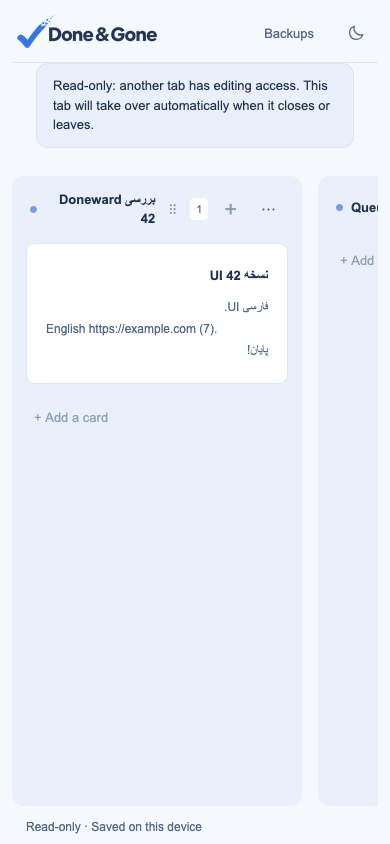 Done & Gone
Backups
Read-only: another tab has editing access. This
tab will take over automatically when it closes or
leaves.
بررسی Doneward
42
1
+
...
Queu
نسخه 42 UI
فارسی UI.
English https://example.com (7).
پایان!
+ Add a card
+ Add
Read-only · Saved on this device